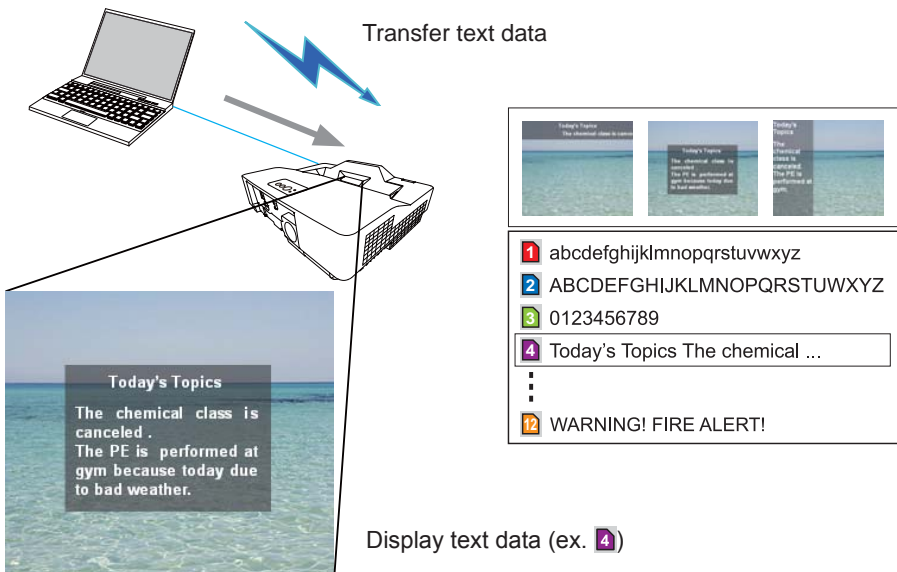 Transfer text data
Today's Topics
The chemical class is cance
Today's Topics
The chemical class is
canceled .
The PE is performed at
gym because today due
to bad weather.
Today's
Topics
The
chemical
class is
canceled.
The PE is
performed at
gym.
1 abcdefghijklmnopqrstuvwxyz
2 ABCDEFGHIJKLMNOPQRSTUWXYZ
3 0123456789
4 Today's Topics The chemical ...
12 WARNING! FIRE ALERT!
Today's Topics
The chemical class is
canceled .
The PE is performed at
gym because today due
to bad weather.
Display text data (ex. 4)